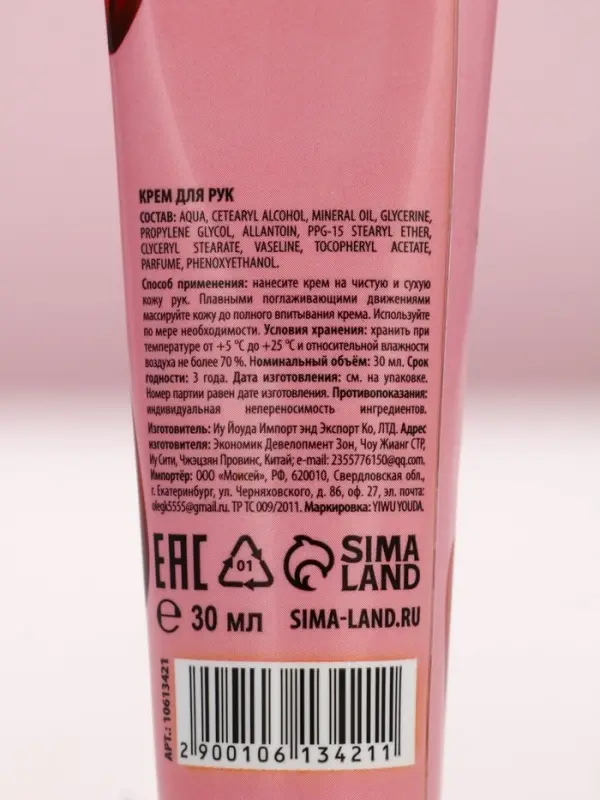 КРЕМ ДЛЯ РУК
СОСТАВ: AQUA, CETEARYL ALCOHOL, MINERAL OIL, GLYCERINE,
PROPYLENE GLYCOL, ALLANTOIN, PPG-15 STEARYL ETHER,
GLYCERYL STEARATE, VASELINE, TOCOPHERYL ACETATE,
PARFUME, PHENOXYETHANOL.
Способ применения: нанесите крем на чистую и сухую
кожу рук. Плавными поглаживающими движениями
массируйте кожу до полного впитывания крема. Используйте
по мере необходимости. Условия хранения: хранить при
температуре от +5 °C до +25 °C и относительной влажности
воздуха не более 70 %. Номинальный объём: 30 мл. Срок
годности: 3 года. Дата изготовления: см. на упаковке.
Номер партии равен дате изготовления. Противопоказания:
индивидуальная непереносимость ингредиентов.
Изготовитель: Иу Йоуда Импорт энд Экспорт Ко, ЛТД. Адрес
изготовителя: Экономик Девелопмент Зон, Чоу Жианг СТР,
Иу Сити, Чжэцзян Провинс, Китай; e-mail: 2355776150@qq.com.
Импортёр: ООО «Моисей», РФ, 620010, Свердловская обл.,
г. Екатеринбург, ул. Черняховского, д. 86, оф. 27, эл. почта:
olegk5555@gmail.ru. ТР ТС 009/2011. Маркировка: YIWU YOUDA.
EAC 01 SIMA
LAND
℮ 30 мл SIMA-LAND.RU
АРТ.: 10613421
2 900106 134211